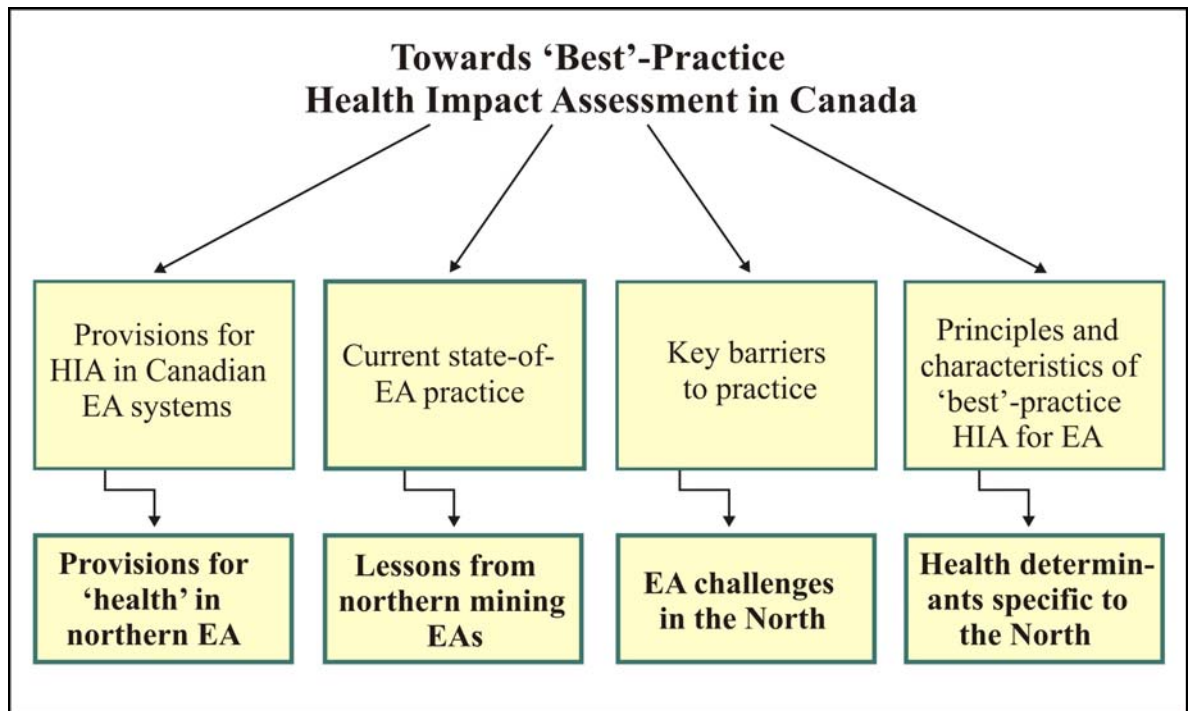 Towards ‘Best’-Practice
Health Impact Assessment in Canada
Provisions for
HIA in Canadian
EA systems
Current state-of-
EA practice
Key barriers
to practice
Principles and
characteristics of
‘best’-practice
HIA for EA
Provisions for
‘health’ in
northern EA
Lessons from
northern mining
EAs
EA challenges
in the North
Health determin-
ants specific to
the North